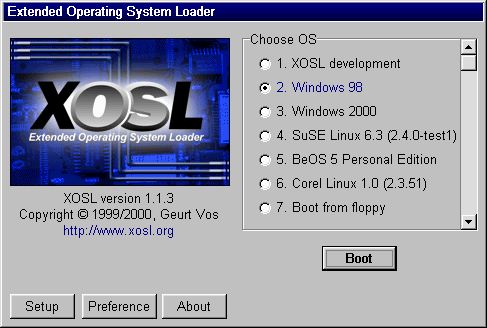 Extended Operating System Loader
XOSL
Extended Operating System Loader
XOSL version 1.1.3
Copyright © 1999/2000, Geurt Vos
http://www.xosl.org
Choose OS
1. XOSL development
2. Windows 98
3. Windows 2000
4. SuSE Linux 6.3 (2.4.0-test1)
5. BeOS 5 Personal Edition
6. Corel Linux 1.0 (2.3.51)
7. Boot from floppy
Boot
Setup Preference About